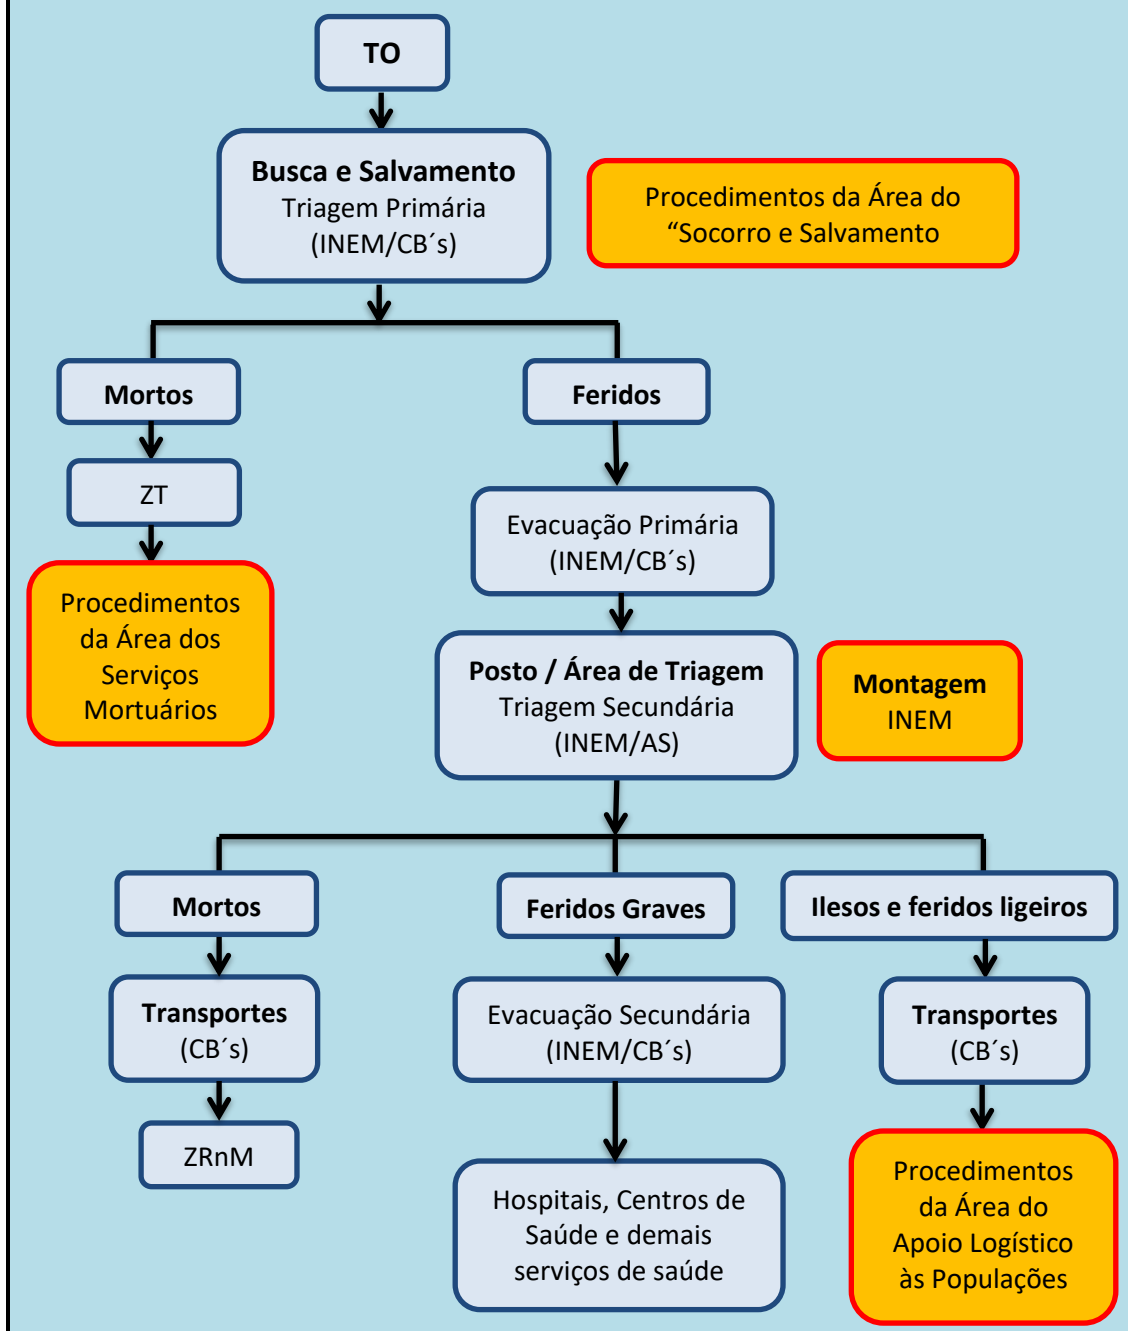 TO
Busca e Salvamento
Triagem Primária
(INEM/CB´s)
Procedimentos da Área do
“Socorro e Salvamento
Mortos
Feridos
ZT
Evacuação Primária
(INEM/CB´s)
Procedimentos
da Área dos
Serviços
Mortuários
Posto / Área de Triagem
Triagem Secundária
(INEM/AS)
Montagem
INEM
Mortos
Feridos Graves
Ilesos e feridos ligeiros
Transportes
(CB´s)
Evacuação Secundária
(INEM/CB´s)
Transportes
(CB´s)
ZRnM
Hospitais, Centros de
Saúde e demais
serviços de saúde
Procedimentos
da Área do
Apoio Logístico
às Populações